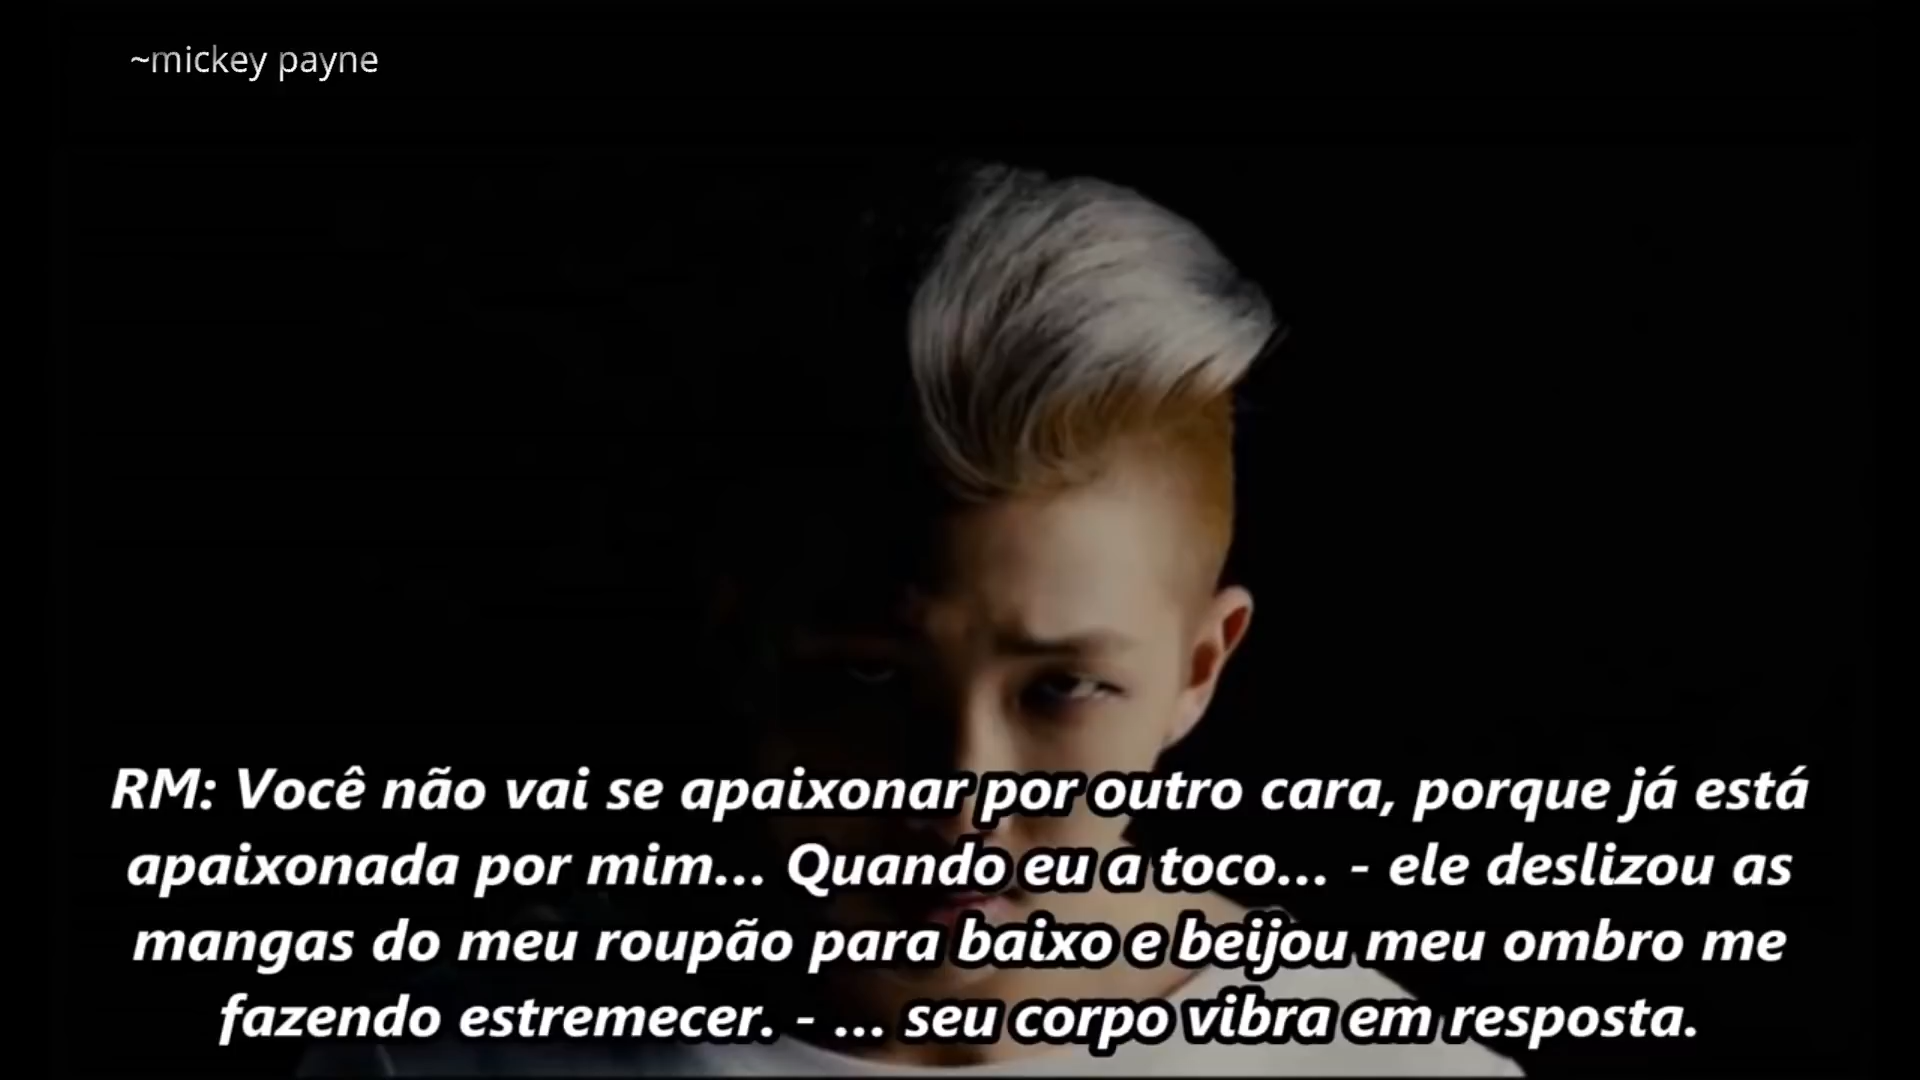 ~mickey payne
RM: Você não vai se apaixonar por outro cara, porque já está
apaixonada por mim... Quando eu a toco... - ele deslizou as
mangas do meu roupão para baixo e beijou meu ombro me
fazendo estremecer. - ... seu corpo vibra em resposta.